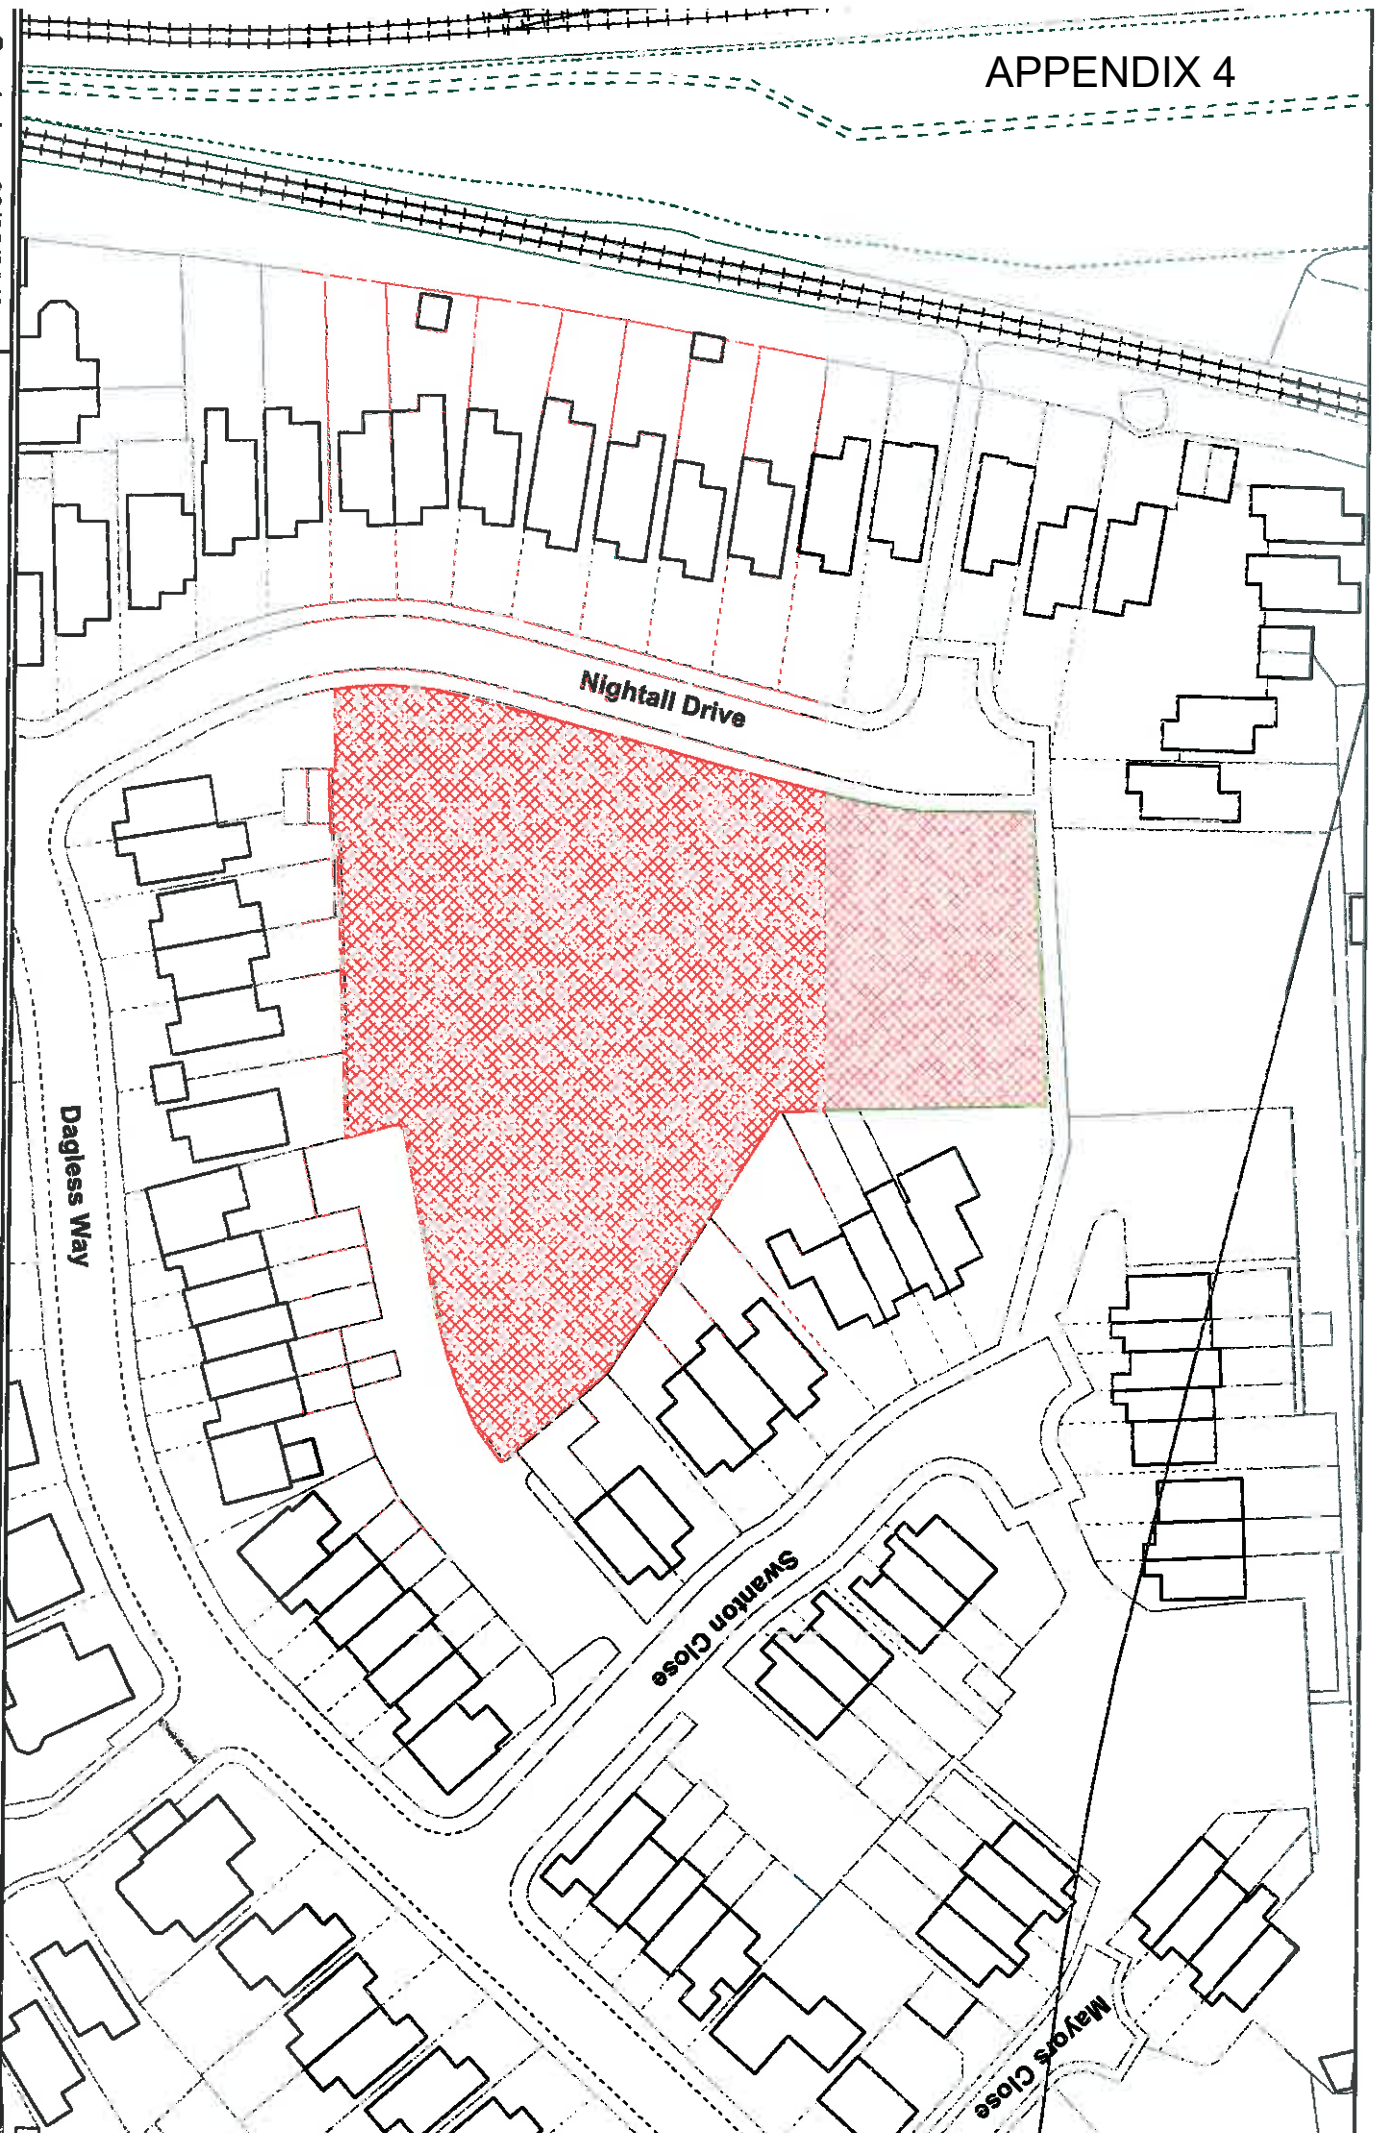 APPENDIX 4
Nightall Drive
Dagless Way
Swanton Close
Mayors Close